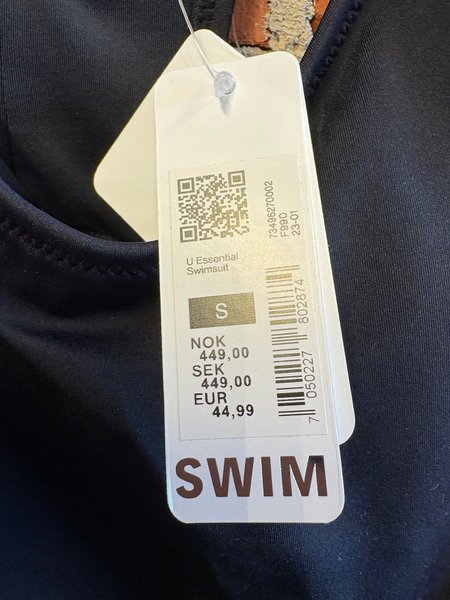 73496270002
F990
23-01
U Essential
Swimsuit
S
NOK
449,00
SEK
449,00
EUR
44,99
7 050227 802874
SWIM